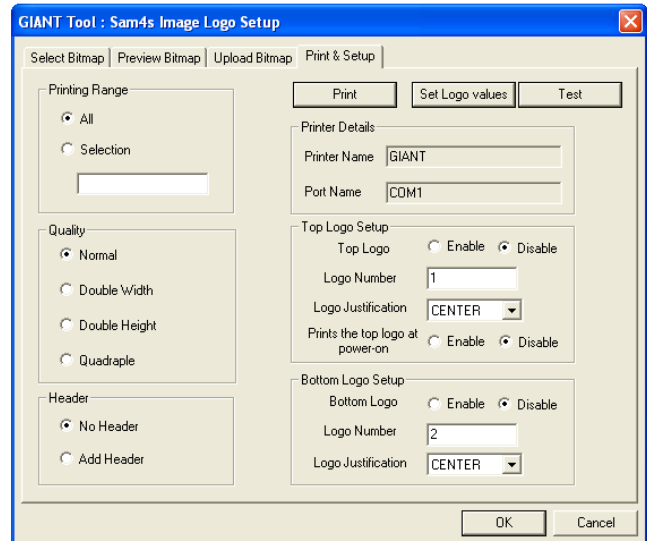 GIANT Tool : Sam4s Image Logo Setup
Select Bitmap
Preview Bitmap
Upload Bitmap
Print & Setup
Printing Range
All
Selection
Quality
Normal
Double Width
Double Height
Quadraple
Header
No Header
Add Header
Print
Set Logo values
Test
Printer Details
Printer Name GIANT
Port Name COM1
Top Logo Setup
Top Logo Enable Disable
Logo Number 1
Logo Justification CENTER
Prints the top logo at
power-on Enable Disable
Bottom Logo Setup
Bottom Logo Enable Disable
Logo Number 2
Logo Justification CENTER
OK
Cancel